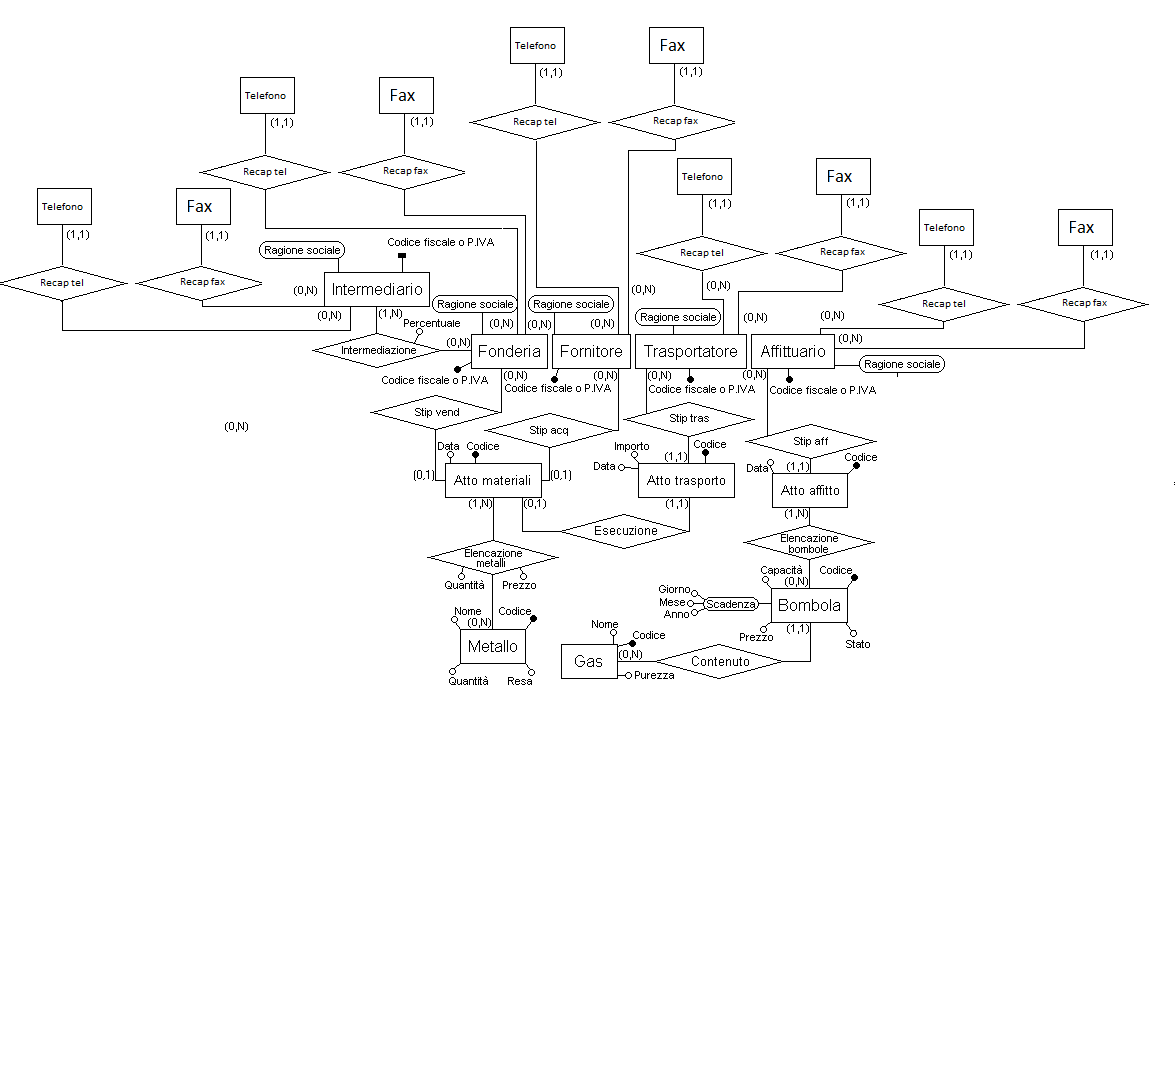 Telefono
Fax
(1,1)
(1,1)
Telefono
Fax
(1,1)
(1,1)
Recap tel
Recap fax
Recap tel
Recap fax
Telefono
Fax
Telefono
Fax
(1,1)
(1,1)
(1,1)
(1,1)
Telefono
Fax
Ragione sociale
Codice fiscale o P.IVA
Recap tel
Recap fax
(1,1)
(1,1)
Recap tel
Recap fax
(0,N)
Intermediario
(0,N)
(0,N)
Recap tel
Recap fax
Ragione sociale
Ragione sociale
(0,N)
(1,N)
Ragione sociale
(0,N)
(0,N)
Percentuale
(0,N)
(0,N)
(0,N)
(0,N)
(0,N)
Intermediazione
Fonderia
Fornitore
Trasportatore
Affittuario
Ragione sociale
Codice fiscale o P.IVA
(0,N)
(0,N)
(0,N)
(0,N)
Codice fiscale o P.IVA
Codice fiscale o P.IVA
Codice fiscale o P.IVA
Stip vend
Stip tras
(0,N)
Stip acq
Stip aff
Data
Codice
Importo
Codice
(1,1)
Codice
Data
Data
(1,1)
(0,1)
Atto materiali
(0,1)
Atto trasporto
Atto affitto
(1,N)
(0,1)
(1,1)
(1,N)
Esecuzione
Elencazione
bombole
Elencazione
metalli
Capacità
Codice
Quantità
Prezzo
(0,N)
Giorno
Mese
Scadenza
Bombola
Anno
Nome
Codice
(0,N)
Nome
(1,1)
Codice
Prezzo
Stato
Metallo
(0,N)
Gas
Contenuto
Purezza
Quantità
Resa